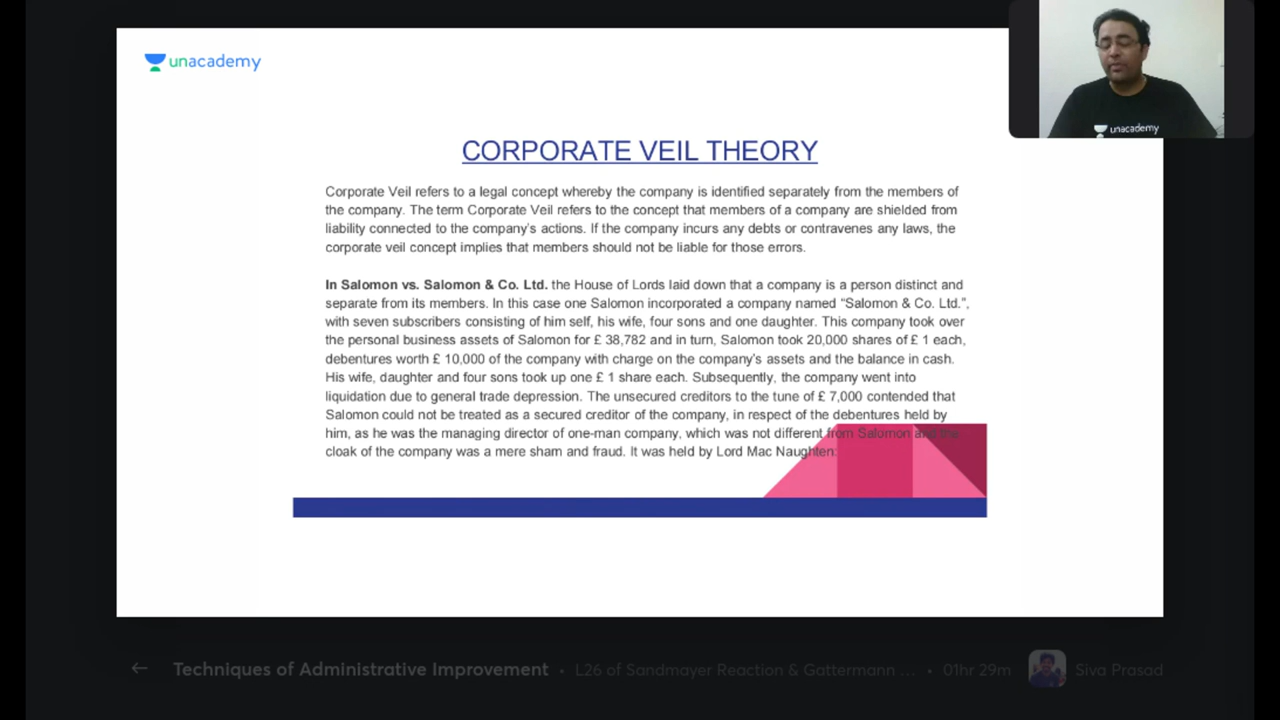 unacademy
unacademy
CORPORATE VEIL THEORY
Corporate Veil refers to a legal concept whereby the company is identified separately from the members of
the company. The term Corporate Veil refers to the concept that members of a company are shielded from
liability connected to the company's actions. If the company incurs any debts or contravenes any laws, the
corporate veil concept implies that members should not be liable for those errors.
In Salomon vs. Salomon & Co. Ltd. the House of Lords laid down that a company is a person distinct and
separate from its members. In this case one Salomon incorporated a company named “Salomon & Co. Ltd.”,
with seven subscribers consisting of him self, his wife, four sons and one daughter. This company took over
the personal business assets of Salomon for £ 38,782 and in turn, Salomon took 20,000 shares of £ 1 each,
debentures worth £ 10,000 of the company with charge on the company's assets and the balance in cash.
His wife, daughter and four sons took up one £ 1 share each. Subsequently, the company went into
liquidation due to general trade depression. The unsecured creditors to the tune of £ 7,000 contended that
Salomon could not be treated as a secured creditor of the company, in respect of the debentures held by
him, as he was the managing director of one-man company, which was not different from Salomon and the
cloak of the company was a mere sham and fraud. It was held by Lord Mac Naughten:
Techniques of Administrative Improvement • L26 of Sandmayer Reaction & Gattermann ... • 01hr 29m Siva Prasad